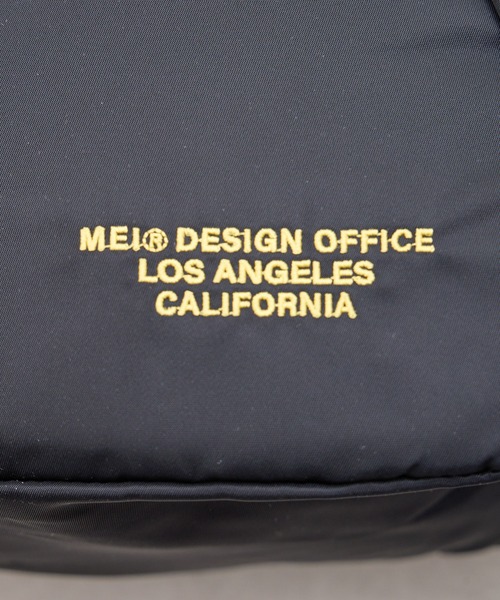 MEI® DESIGN OFFICE
LOS ANGELES
CALIFORNIA